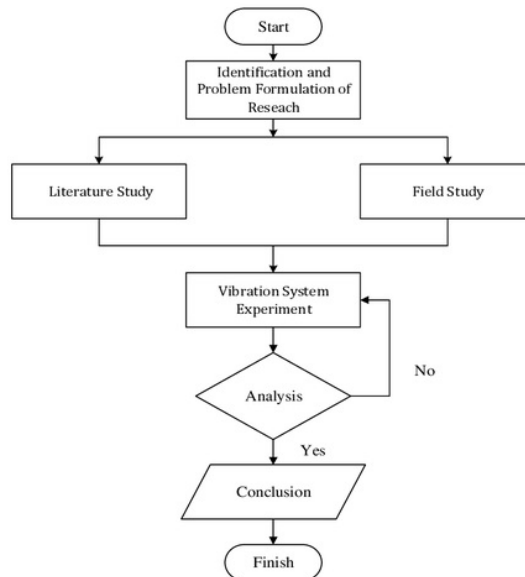 Start
Identification and
Problem Formulation of
Reseach
Literature Study
Field Study
Vibration System
Experiment
Analysis
No
Yes
Conclusion
Finish